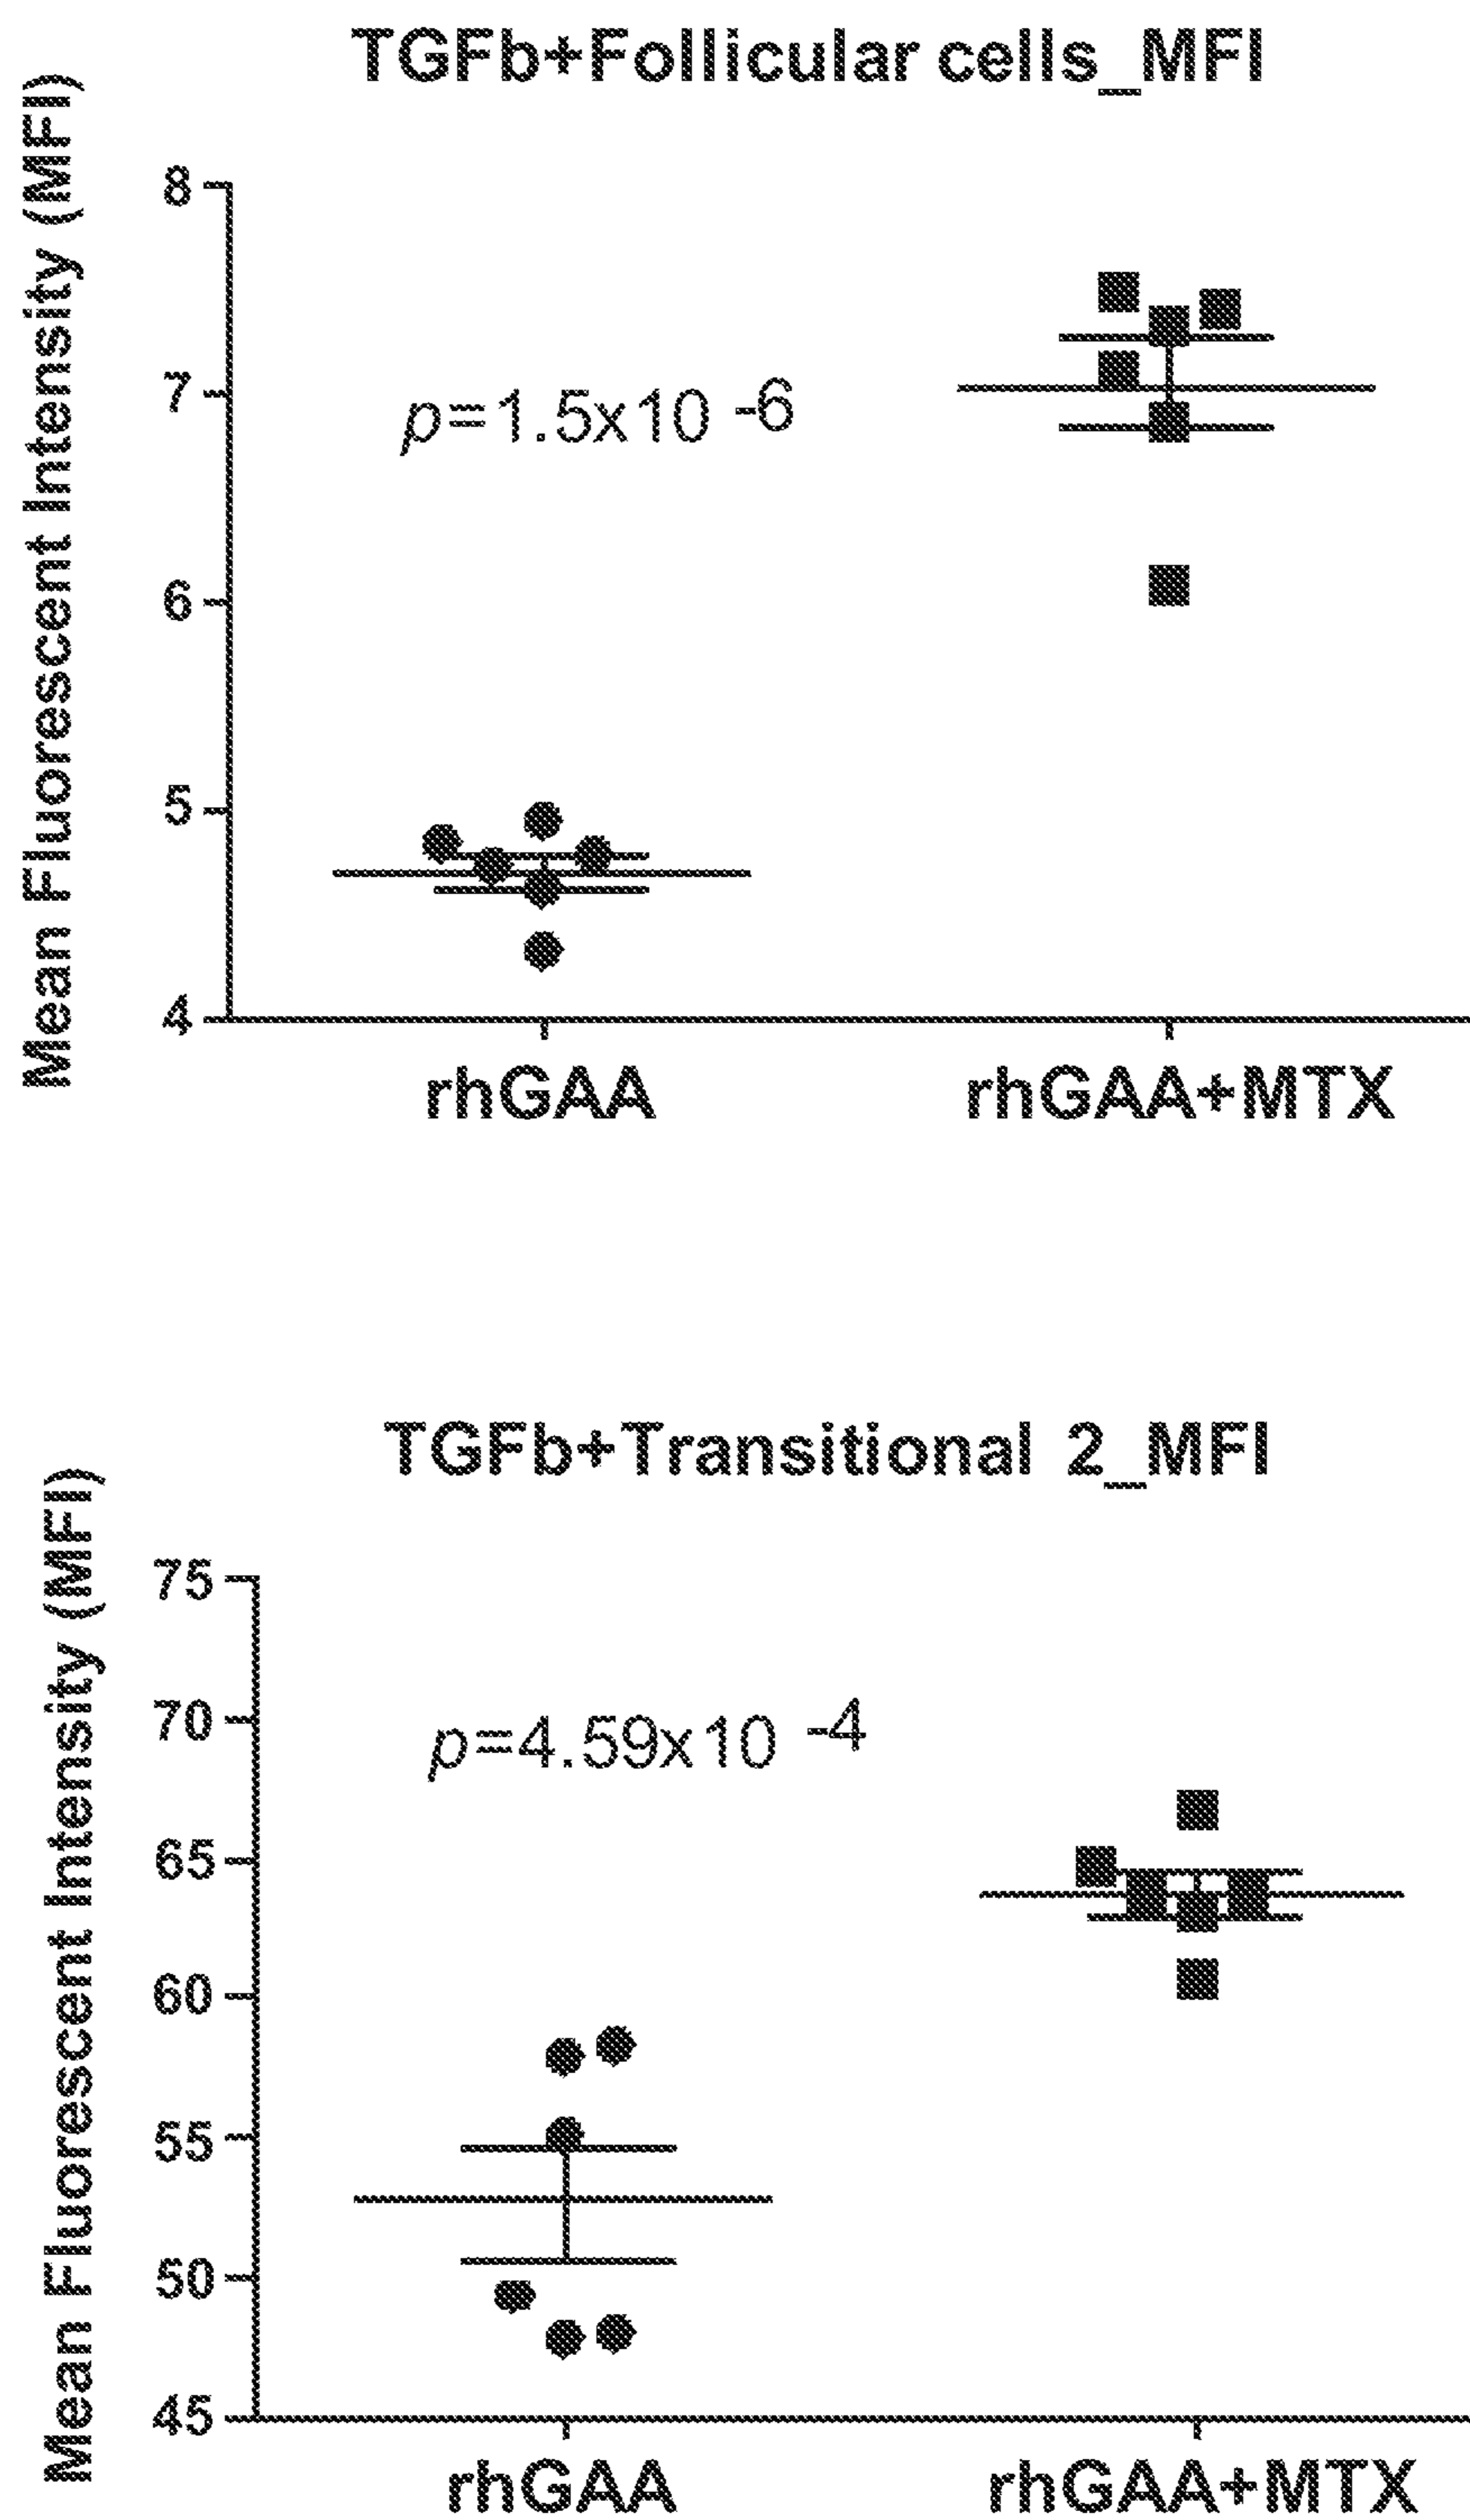 TGFb+Follicular cells_MFI
Mean Fluorescent Intensity (MFI)
8
7
6
5
4
p=1.5x10 -6
rhGAA
rhGAA+MTX
TGFb+Transitional 2_MFI
Mean Fluorescent Intensity (MFI)
75
70
65
60
55
50
45
p=4.59x10 -4
rhGAA
rhGAA+MTX